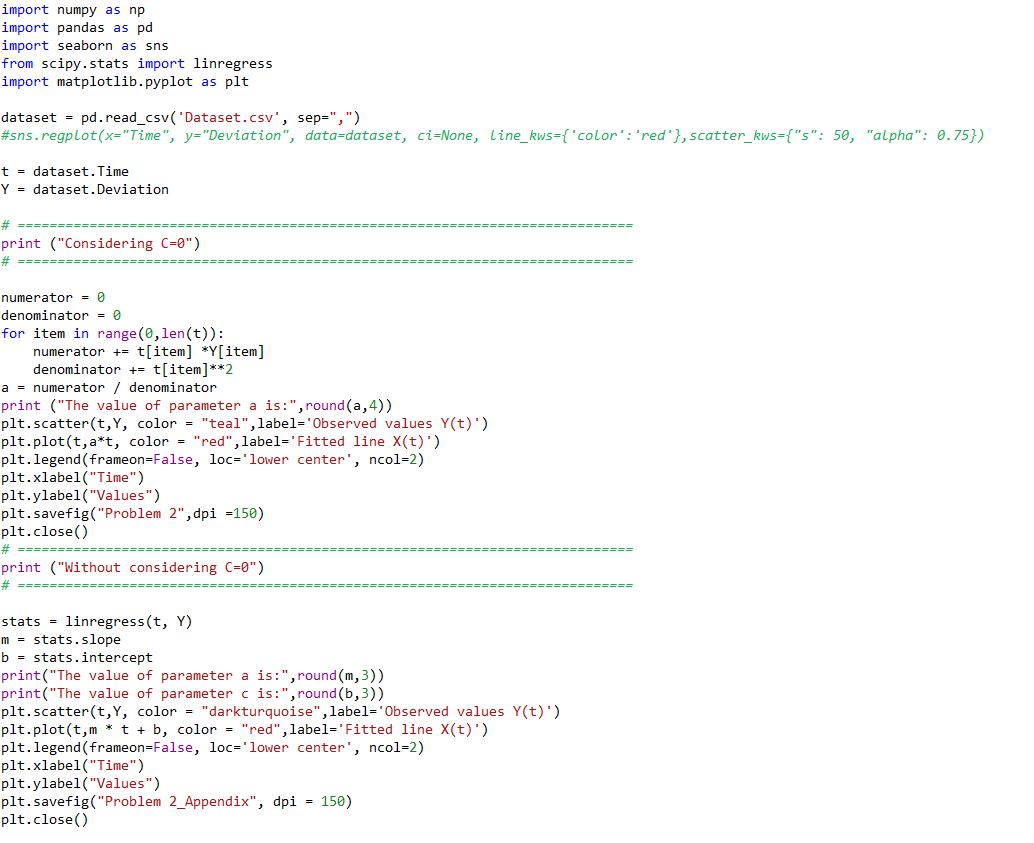 import numpy as np
import pandas as pd
import seaborn as sns
from scipy.stats import linregress
import matplotlib.pyplot as plt
dataset = pd.read_csv('Dataset.csv', sep=",")
#sns.regplot(x="Time", y="Deviation", data=dataset, ci=None, line_kws={'color':'red'},scatter_kws={"s": 50, "alpha": 0.75})
t = dataset.Time
Y = dataset.Deviation
# =============================================================================
print ("Considering C=0")
# =============================================================================
numerator = 0
denominator = 0
for item in range(0,len(t)):
    numerator += t[item] *Y[item]
    denominator += t[item]**2
a = numerator / denominator
print ("The value of parameter a is:",round(a,4))
plt.scatter(t,Y, color = "teal",label='Observed values Y(t)')
plt.plot(t,a*t, color = "red",label='Fitted line X(t)')
plt.legend(frameon=False, loc='lower center', ncol=2)
plt.xlabel("Time")
plt.ylabel("Values")
plt.savefig("Problem 2",dpi =150)
plt.close()
# =============================================================================
print ("Without considering C=0")
# =============================================================================
stats = linregress(t, Y)
m = stats.slope
b = stats.intercept
print("The value of parameter a is:",round(m,3))
print("The value of parameter c is:",round(b,3))
plt.scatter(t,Y, color = "darkturquoise",label='Observed values Y(t)')
plt.plot(t,m * t + b, color = "red",label='Fitted line X(t)')
plt.legend(frameon=False, loc='lower center', ncol=2)
plt.xlabel("Time")
plt.ylabel("Values")
plt.savefig("Problem 2_Appendix", dpi = 150)
plt.close()